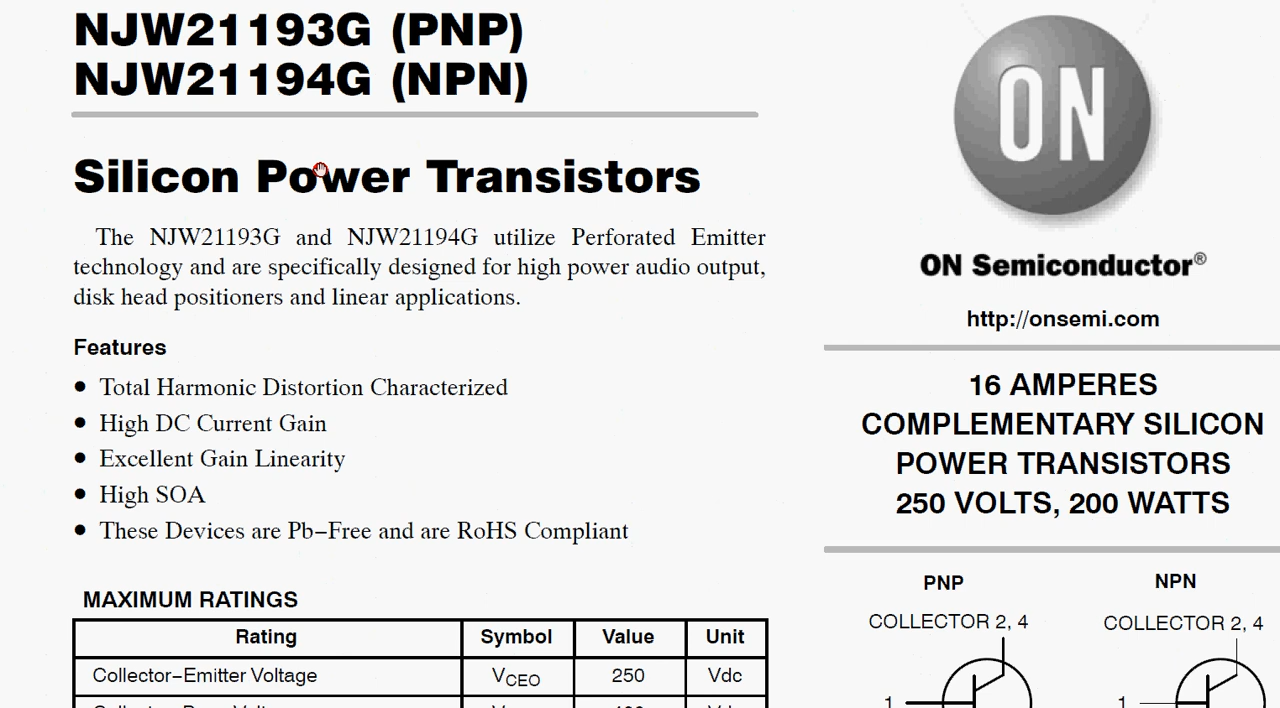 NJW21193G (PNP)
NJW21194G (NPN)
Silicon Power Transistors
The NJW21193G and NJW21194G utilize Perforated Emitter
technology and are specifically designed for high power audio output,
disk head positioners and linear applications.
Features
• Total Harmonic Distortion Characterized
• High DC Current Gain
• Excellent Gain Linearity
• High SOA
• These Devices are Pb−Free and are RoHS Compliant
MAXIMUM RATINGS
Rating Symbol Value Unit
Collector−Emitter Voltage VCEO 250 Vdc
ON
ON Semiconductor®
http://onsemi.com
16 AMPERES
COMPLEMENTARY SILICON
POWER TRANSISTORS
250 VOLTS, 200 WATTS
PNP NPN
COLLECTOR 2, 4 COLLECTOR 2, 4
1 1